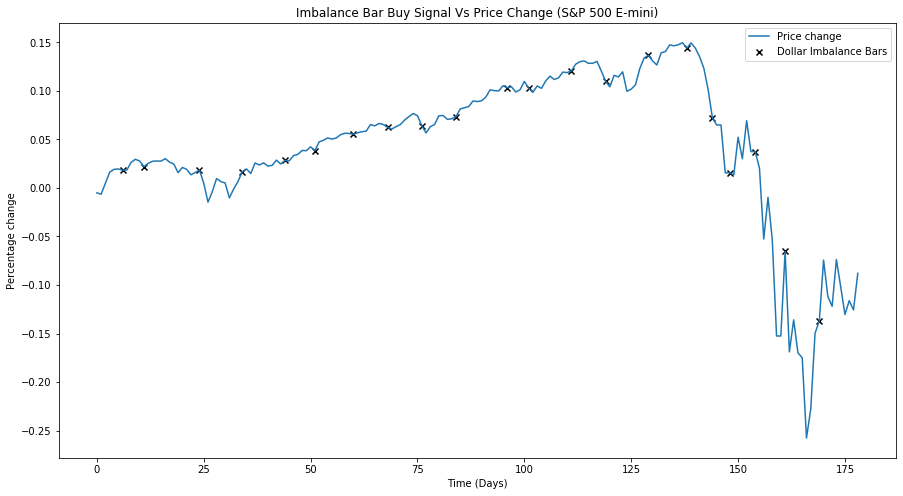 Imbalance Bar Buy Signal Vs Price Change (S&P 500 E-mini)
Price change
Dollar Imbalance Bars
Percentage change
0.15
0.10
0.05
0.00
−0.05
−0.10
−0.15
−0.20
−0.25
0 25 50 75 100 125 150 175
Time (Days)